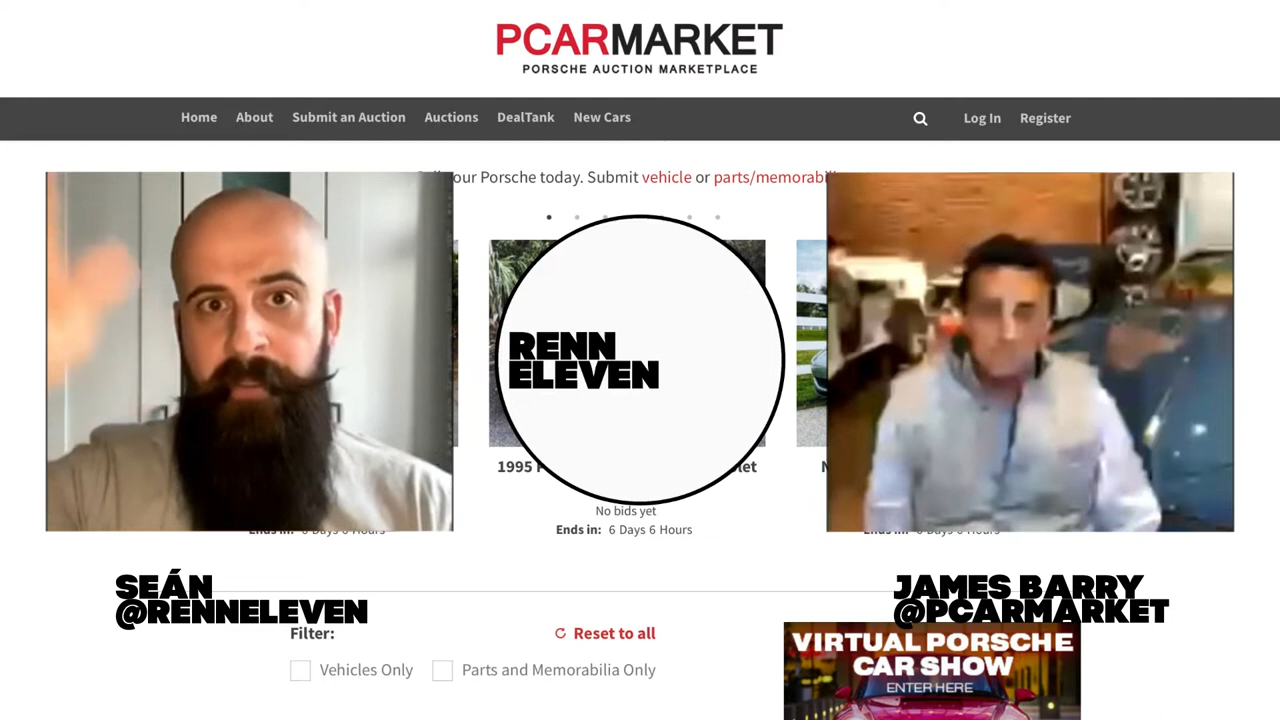 PCARMARKET
PORSCHE AUCTION MARKETPLACE
Home About Submit an Auction Auctions DealTank New Cars Log In Register
our Porsche today. Submit vehicle or parts/memorabil
RENN
ELEVEN
1995
No bids yet
Ends in: 6 Days 6 Hours
SEÁN
@RENNELEVEN
JAMES BARRY
@PCARMARKET
Filter:
Reset to all
Vehicles Only
Parts and Memorabilia Only
VIRTUAL PORSCHE
CAR SHOW
ENTER HERE